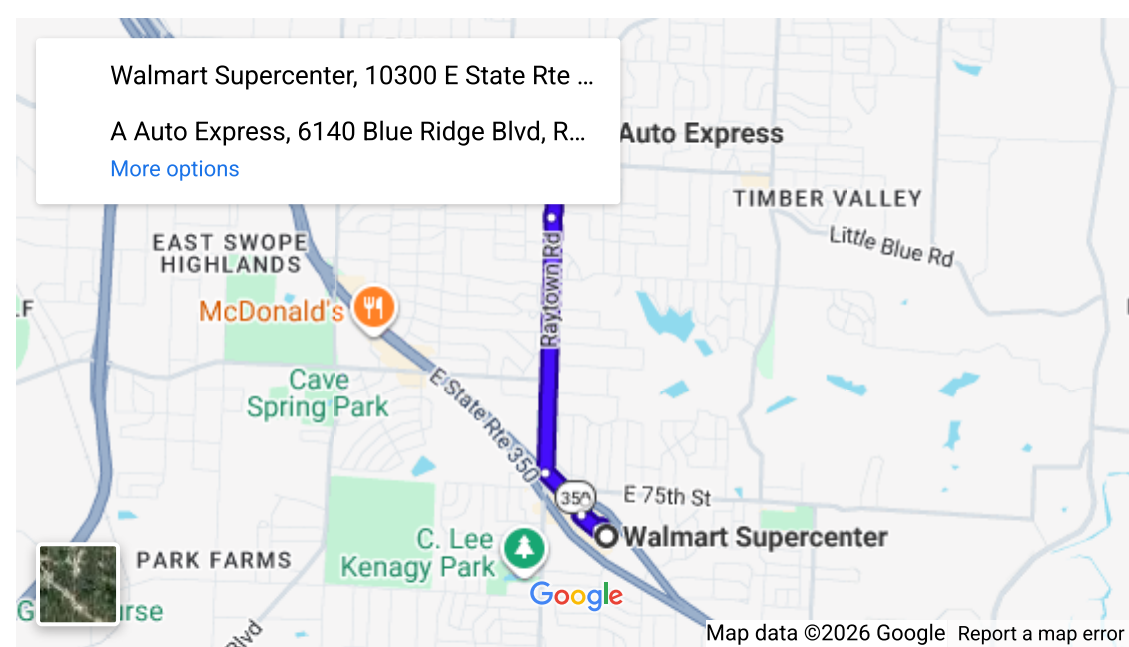 Walmart Supercenter, 10300 E State Rte ...
A Auto Express, 6140 Blue Ridge Blvd, R...
More options
Auto Express
TIMBER VALLEY
Little Blue Rd
EAST SWOPE
HIGHLANDS
Raytown Rd
McDonald's
Cave
Spring Park
E State Rte 350
350
E 75th St
Walmart Supercenter
C. Lee
Kenagy Park
PARK FARMS
Google
Blvd
Map data ©2026 Google
Report a map error